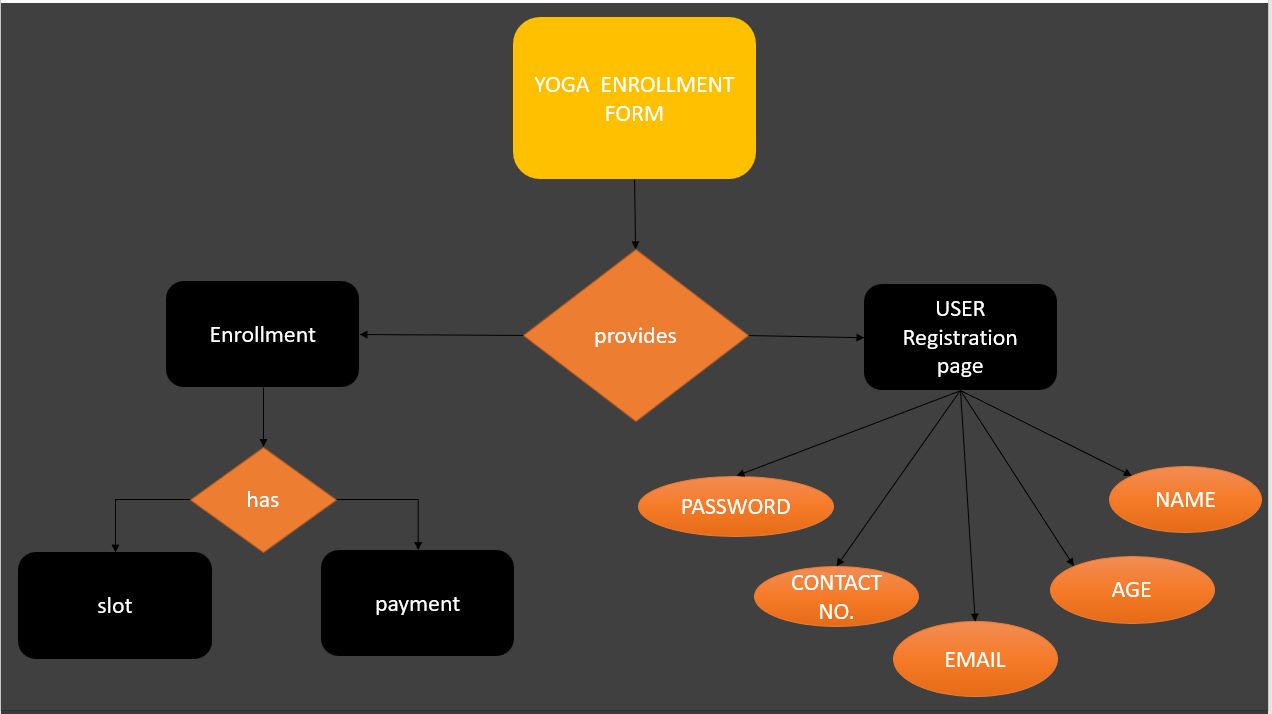 YOGA ENROLLMENT
FORM
Enrollment
provides
USER
Registration
page
has
PASSWORD
NAME
slot
payment
CONTACT
NO.
AGE
EMAIL